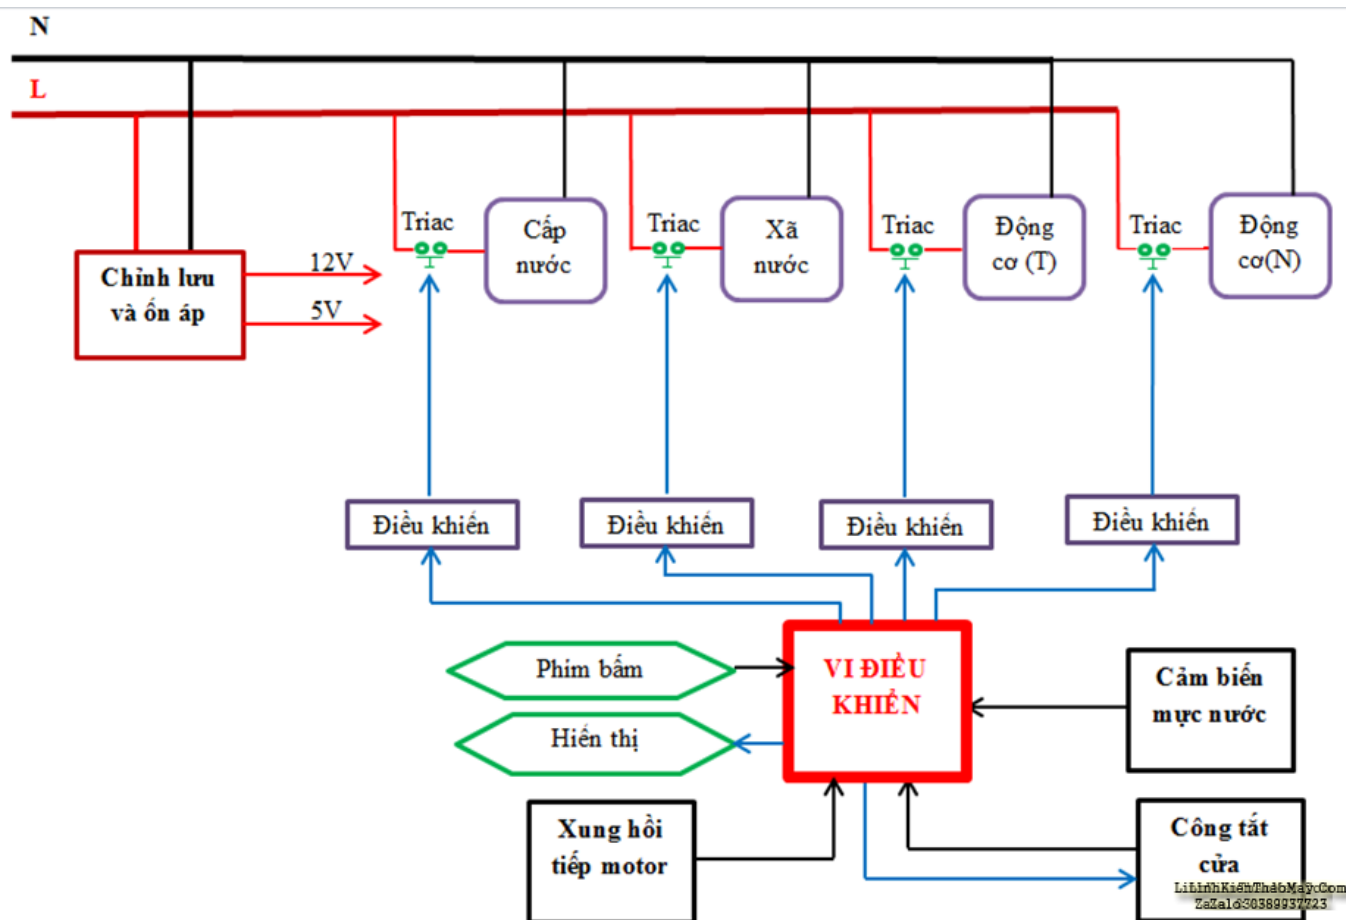 N
L
Triac
Cấp
nước
Triac
Xã
nước
Triac
Động
cơ (T)
Triac
Động
cơ(N)
Chỉnh lưu
và ổn áp
12V
5V
Điều khiển
Điều khiển
Điều khiển
Điều khiển
Phím bấm
VI ĐIỀU
KHIỂN
Cảm biến
mực nước
Hiển thị
Xung hồi
tiếp motor
Công tắt
cửa